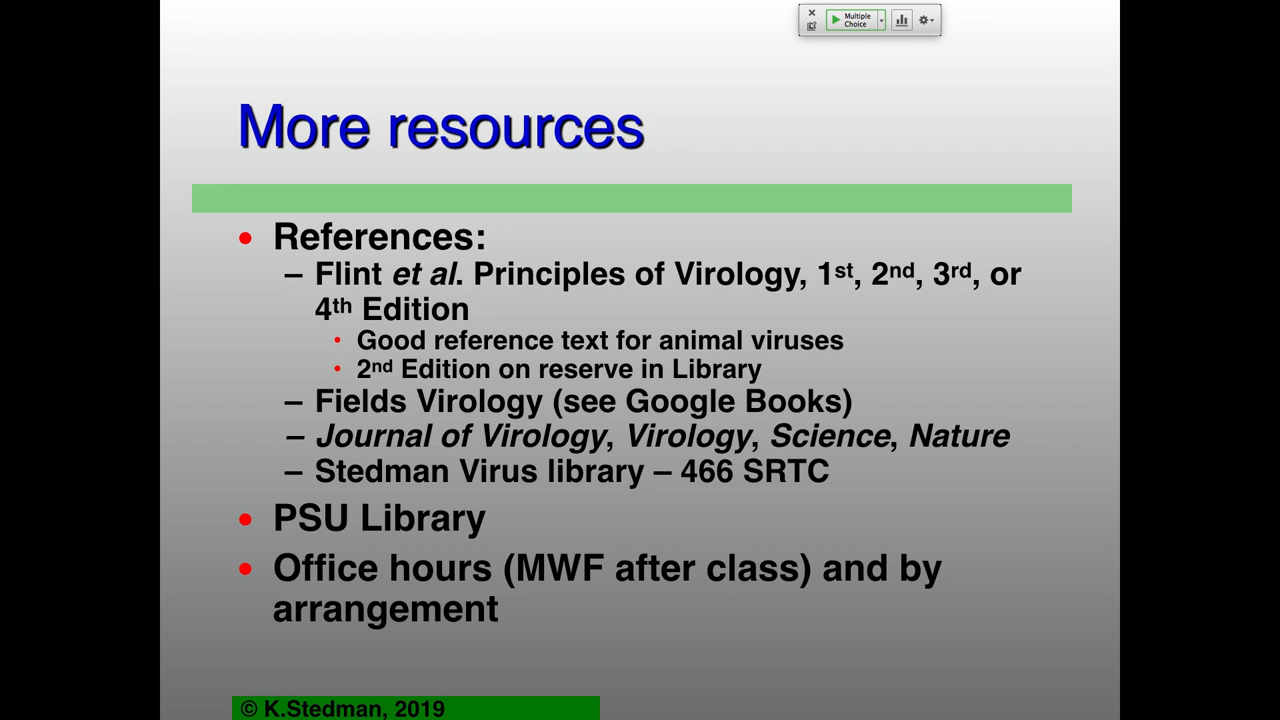 Multiple
Choice
More resources
• References:
– Flint et al. Principles of Virology, 1st, 2nd, 3rd, or
4th Edition
• Good reference text for animal viruses
• 2nd Edition on reserve in Library
– Fields Virology (see Google Books)
– Journal of Virology, Virology, Science, Nature
– Stedman Virus library – 466 SRTC
• PSU Library
• Office hours (MWF after class) and by
arrangement
© K.Stedman, 2019